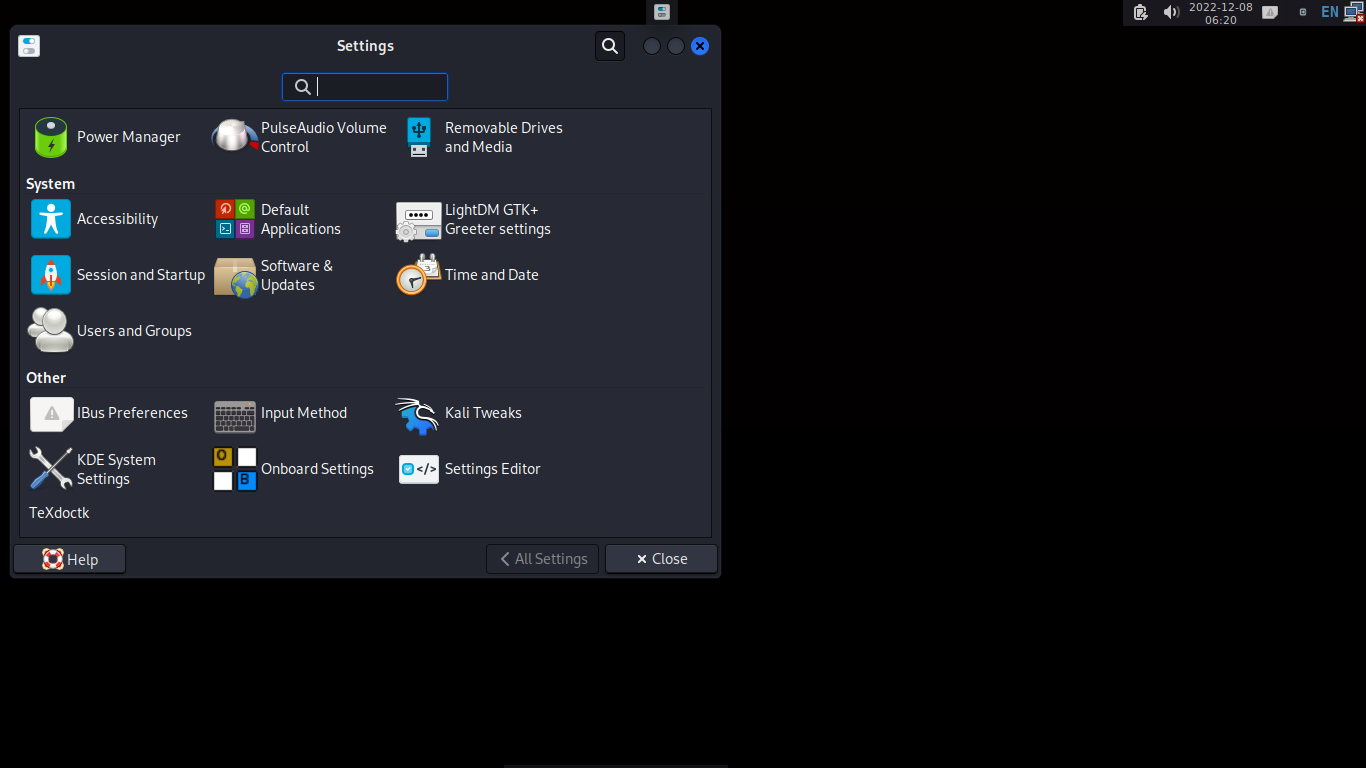 2022-12-08
06:20
EN
Settings
Power Manager
PulseAudio Volume
Control
Removable Drives
and Media
System
Accessibility
Default
Applications
LightDM GTK+
Greeter settings
Session and Startup
Software &
Updates
Time and Date
Users and Groups
Other
IBus Preferences
Input Method
Kali Tweaks
KDE System
Settings
Onboard Settings
Settings Editor
TeXdoctk
Help
All Settings
Close